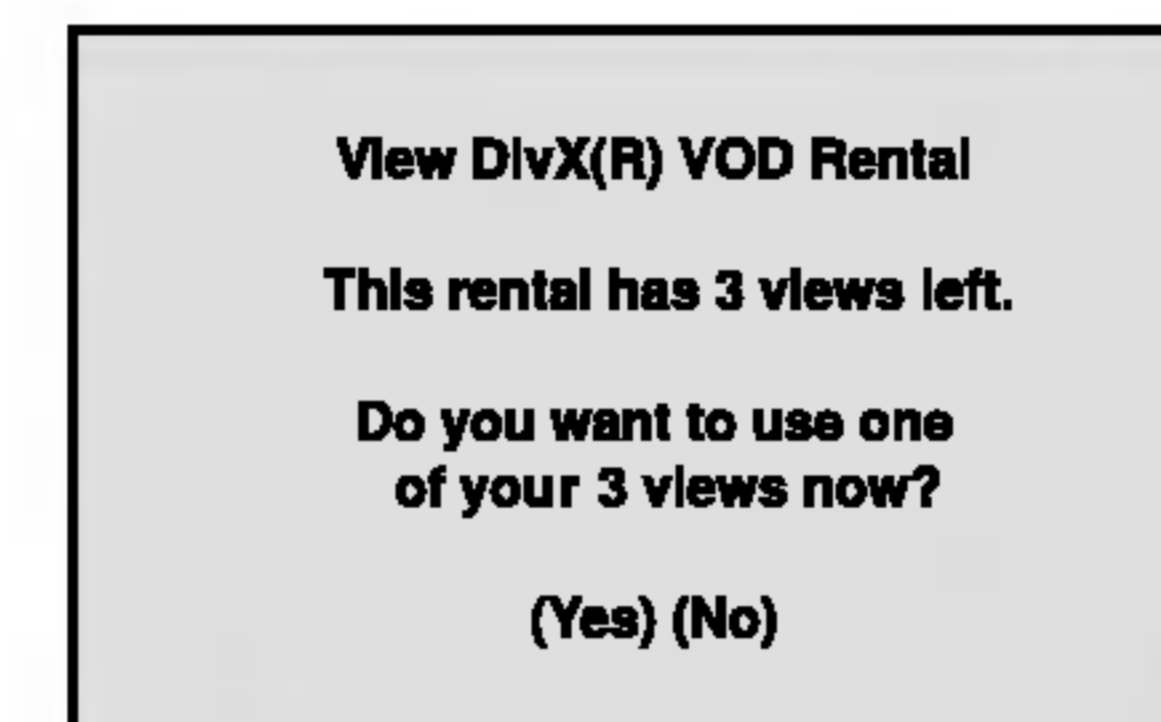 View DivX(R) VOD Rental
This rental has 3 views left.
Do you want to use one
of your 3 views now?
(Yes) (No)